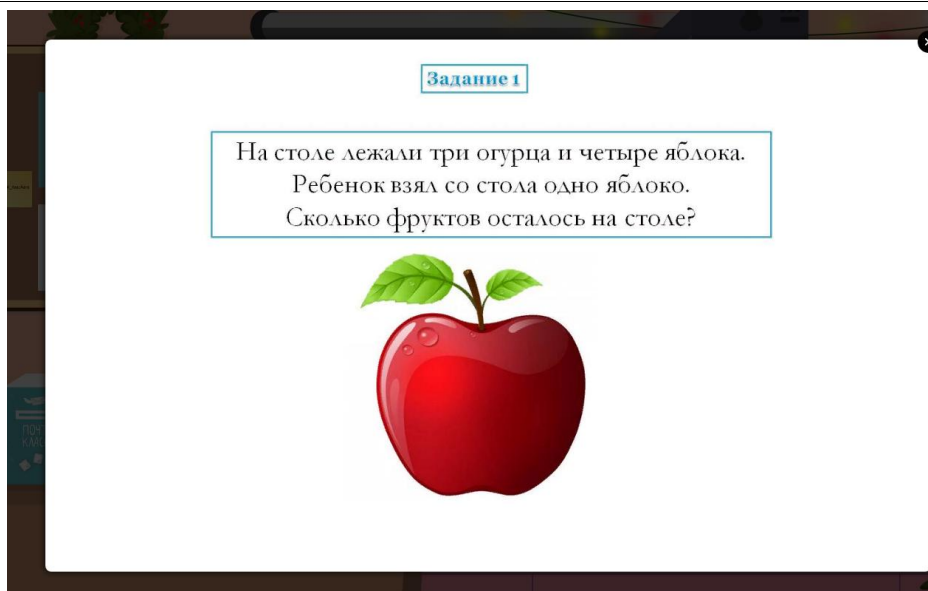 Задание 1
На столе лежали три огурца и четыре яблока.
Ребенок взял со стола одно яблоко.
Сколько фруктов осталось на столе?